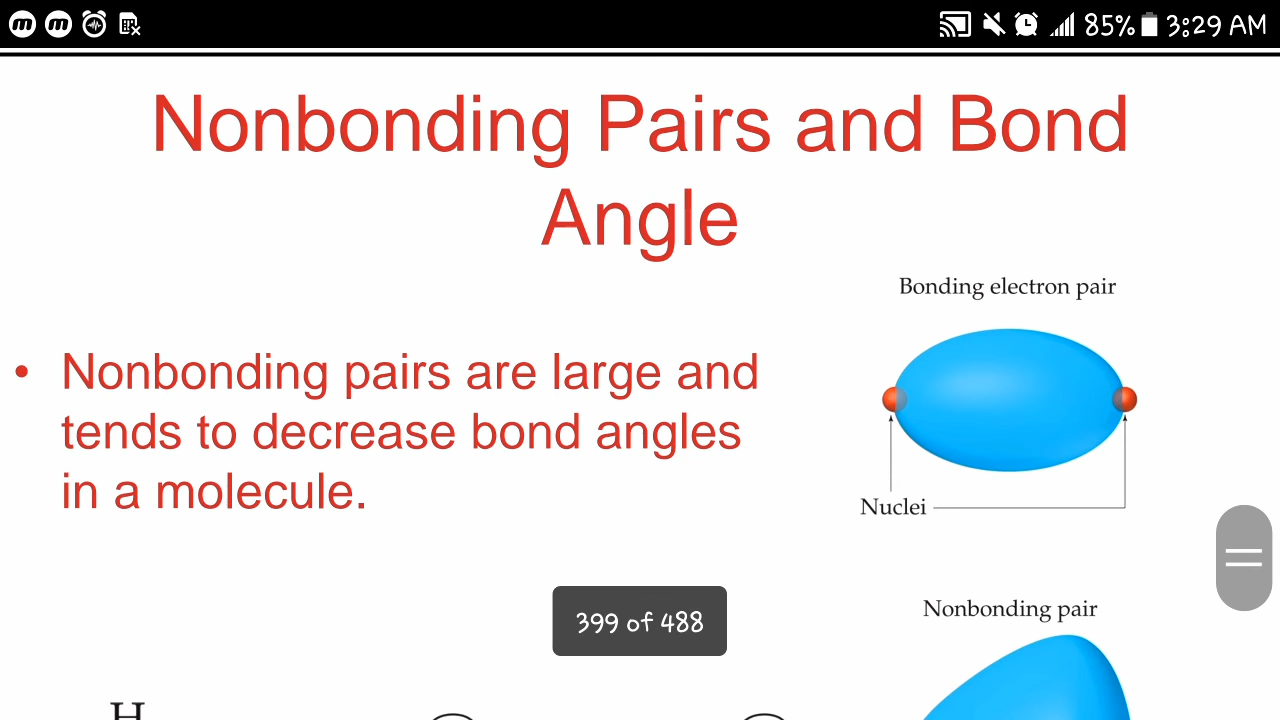 85% 3:29 AM
Nonbonding Pairs and Bond
Angle
Bonding electron pair
• Nonbonding pairs are large and
tends to decrease bond angles
in a molecule.
Nuclei
Nonbonding pair
399 of 488
H